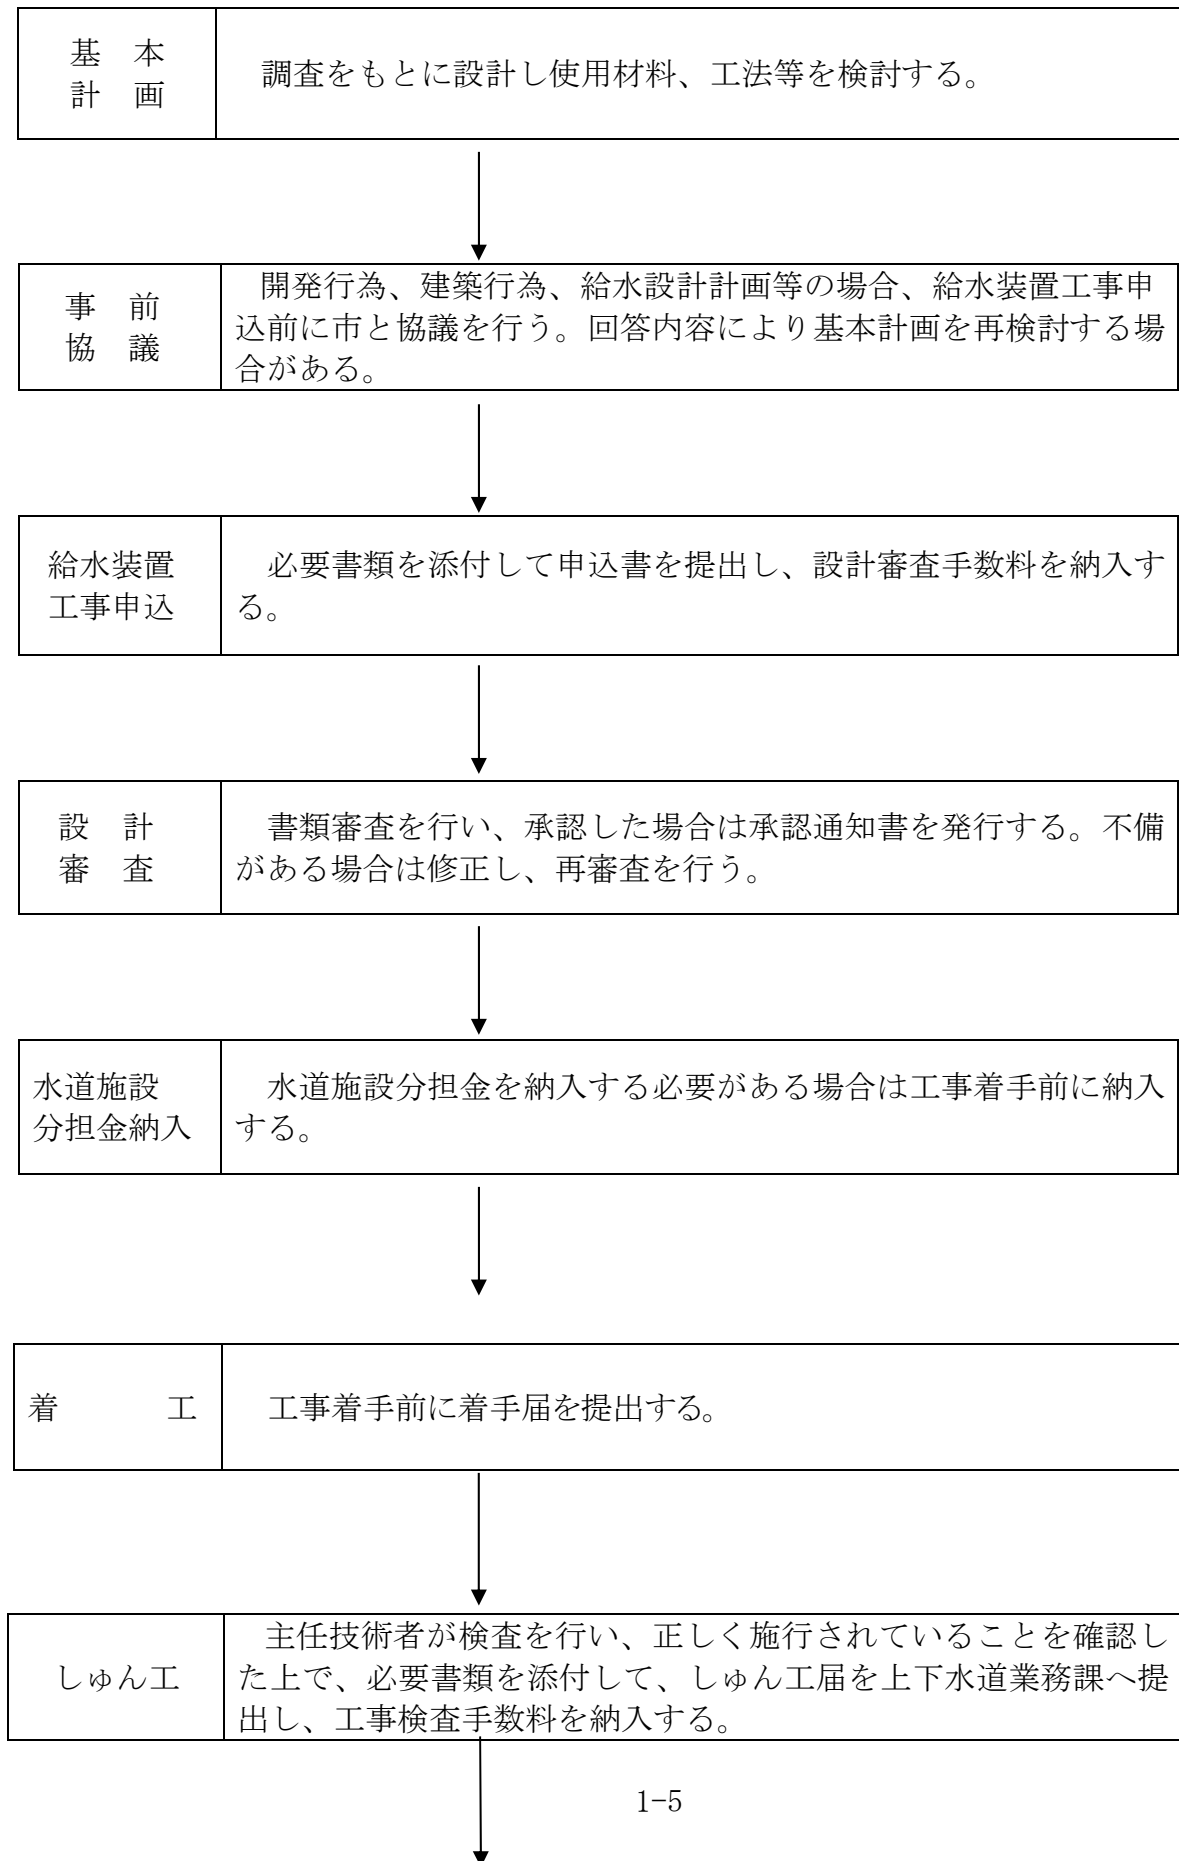 基　本
計　画
調査をもとに設計し使用材料、工法等を検討する。
事　前
協　議
開発行為、建築行為、給水設計計画等の場合、給水装置工事申
込前に市と協議を行う。回答内容により基本計画を再検討する場
合がある。
給水装置
工事申込
必要書類を添付して申込書を提出し、設計審査手数料を納入す
る。
設　計
審　査
書類審査を行い、承認した場合は承認通知書を発行する。不備
がある場合は修正し、再審査を行う。
水道施設
分担金納入
水道施設分担金を納入する必要がある場合は工事着手前に納入
する。
着　　　工
工事着手前に着手届を提出する。
しゅん工
主任技術者が検査を行い、正しく施行されていることを確認し
た上で、必要書類を添付して、しゅん工届を上下水道業務課へ提
出し、工事検査手数料を納入する。
1-5